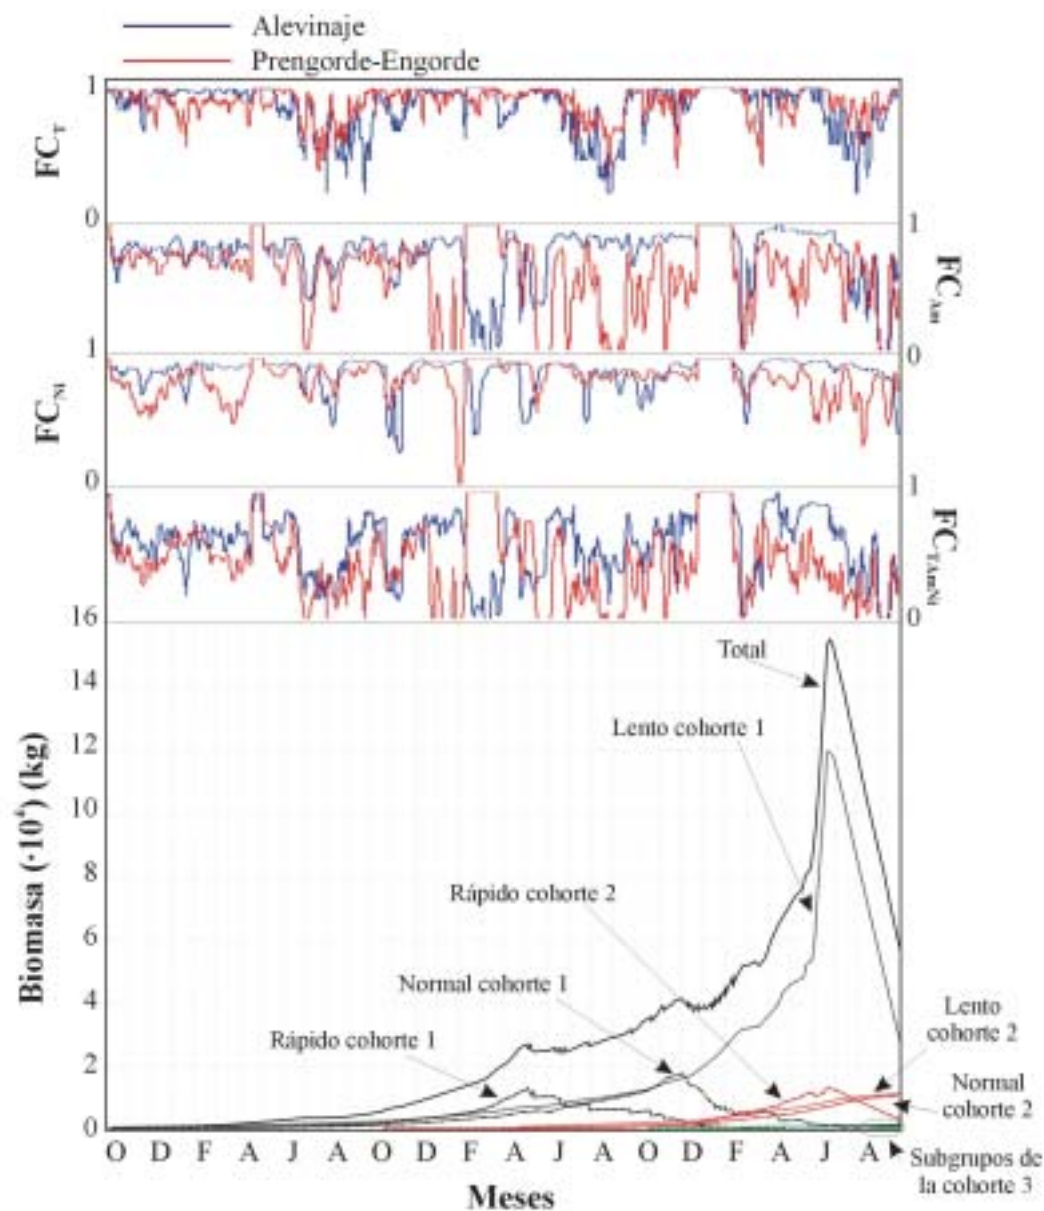 Alevinaje
Prengorde-Engorde
1
FC_T
0
1
FC_Am
1
0
FC_Ni
0
1
FC_TAmNi
16
0
Total
14
Lento cohorte 1
12
10
Biomasa (·10⁴) (kg)
8
Rápido cohorte 2
6
Normal cohorte 1
4
Lento
cohorte 2
Rápido cohorte 1
2
Normal
cohorte 2
0
O D F A J A O D F A J A O D F A J A
Subgrupos de
la cohorte 3
Meses